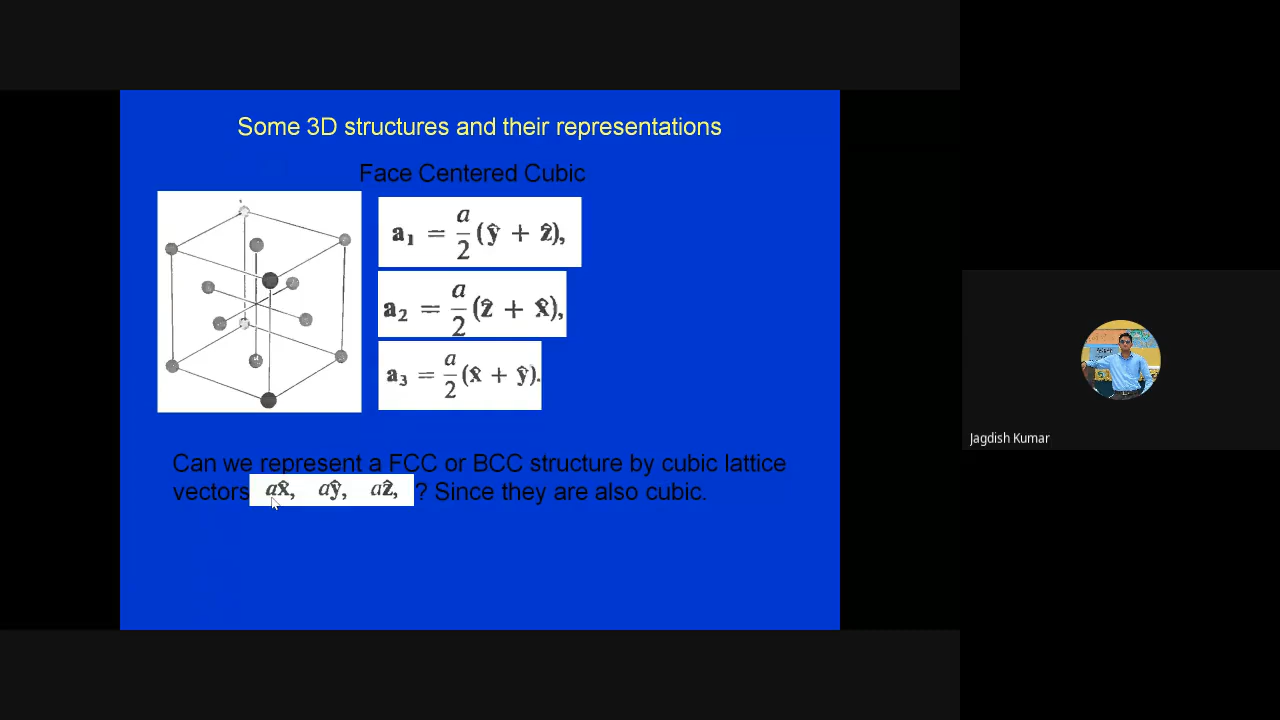 Some 3D structures and their representations
Face Centered Cubic
a₁ = a/2 (ŷ + ẑ),
a₂ = a/2 (ẑ + x̂),
a₃ = a/2 (x̂ + ŷ).
Can we represent a FCC or BCC structure by cubic lattice
vectors ax̂, aŷ, aẑ, ? Since they are also cubic.
Jagdish Kumar